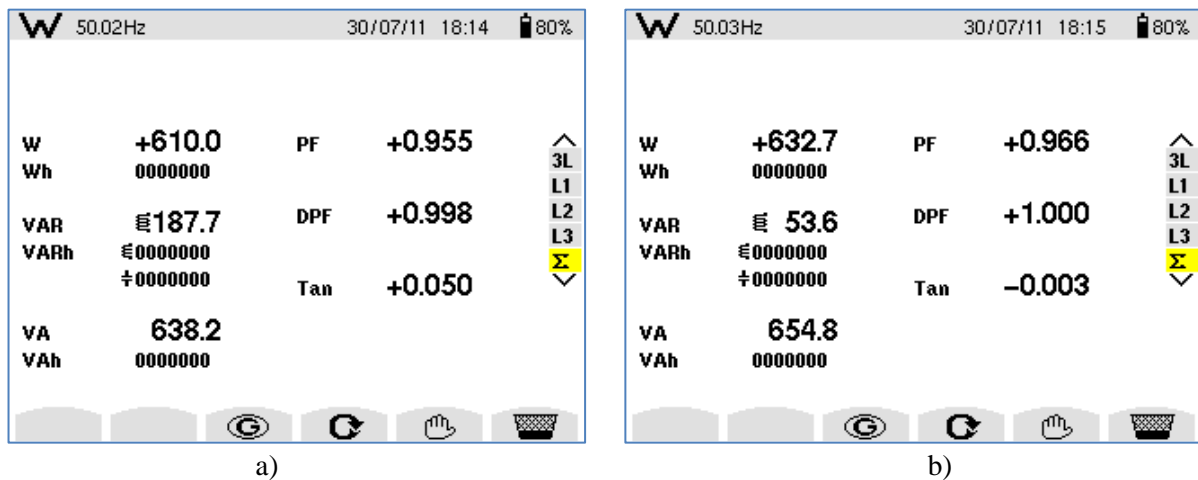 W 50.02Hz 30/07/11 18:14 80%
W +610.0 PF +0.955
Wh 0000000
3L
L1
VAR 187.7 DPF +0.998
L2
VARh 0000000
L3
0000000
Σ
Tan +0.050
VA 638.2
VAh 0000000
G
a)
W 50.03Hz 30/07/11 18:15 80%
W +632.7 PF +0.966
Wh 0000000
3L
L1
VAR 53.6 DPF +1.000
L2
VARh 0000000
L3
0000000
Σ
Tan −0.003
VA 654.8
VAh 0000000
G
b)